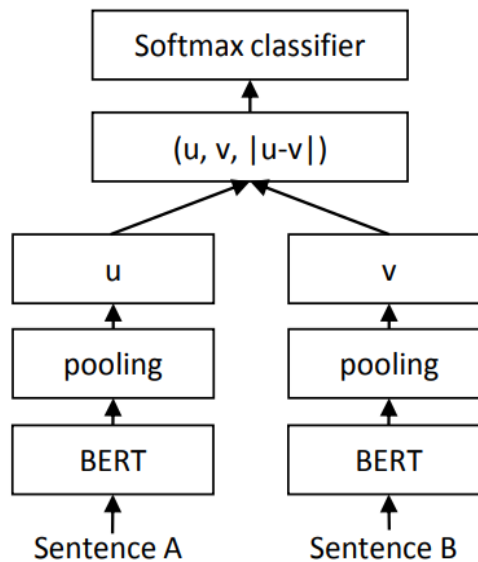 Softmax classifier
(u, v, |u-v|)
u
v
pooling
pooling
BERT
BERT
Sentence A
Sentence B